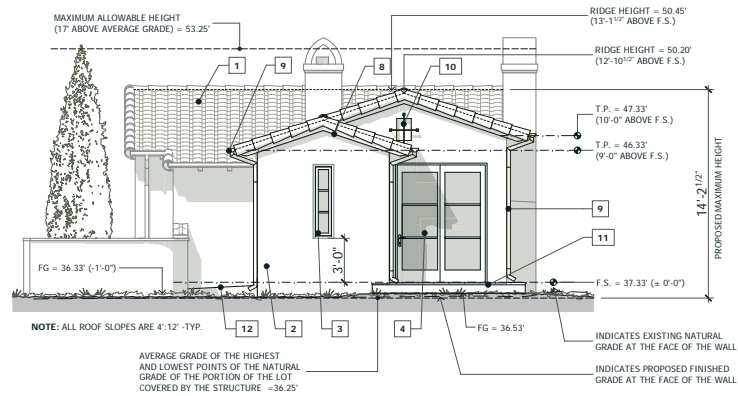 MAXIMUM ALLOWABLE HEIGHT
(17' ABOVE AVERAGE GRADE) = 53.25'
RIDGE HEIGHT = 50.45'
(13'-1 1/2" ABOVE F.S.)
RIDGE HEIGHT = 50.20'
(12'-10 1/2" ABOVE F.S.)
1
9
8
10
T.P. = 47.33'
(10'-0" ABOVE F.S.)
T.P. = 46.33'
(9'-0" ABOVE F.S.)
14'-2 1/2"
PROPOSED MAXIMUM HEIGHT
9
11
3'-0"
FG = 36.33' (-1'-0")
F.S. = 37.33' (± 0'-0")
NOTE: ALL ROOF SLOPES ARE 4':12' -TYP.
12
2
3
4
FG = 36.53'
INDICATES EXISTING NATURAL
GRADE AT THE FACE OF THE WALL
AVERAGE GRADE OF THE HIGHEST
AND LOWEST POINTS OF THE NATURAL
GRADE OF THE PORTION OF THE LOT
COVERED BY THE STRUCTURE =36.25'
INDICATES PROPOSED FINISHED
GRADE AT THE FACE OF THE WALL